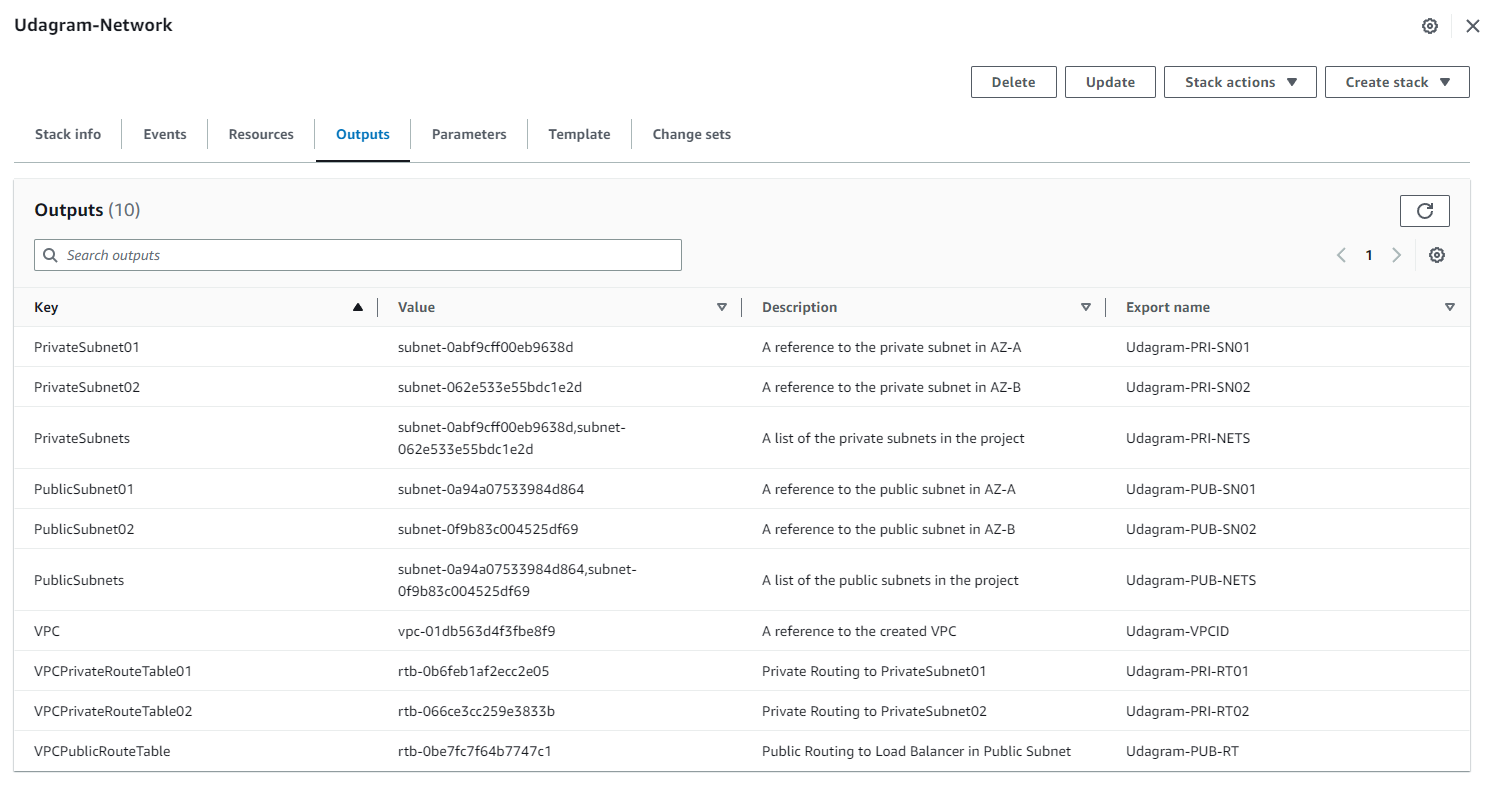 Udagram-Network
Delete Update Stack actions Create stack
Stack info Events Resources Outputs Parameters Template Change sets
Outputs (10)
Search outputs 1
Key Value Description Export name
PrivateSubnet01 subnet-0abf9cff00eb9638d A reference to the private subnet in AZ-A Udagram-PRI-SN01
PrivateSubnet02 subnet-062e533e55bdc1e2d A reference to the private subnet in AZ-B Udagram-PRI-SN02
PrivateSubnets subnet-0abf9cff00eb9638d,subnet-
062e533e55bdc1e2d A list of the private subnets in the project Udagram-PRI-NETS
PublicSubnet01 subnet-0a94a07533984d864 A reference to the public subnet in AZ-A Udagram-PUB-SN01
PublicSubnet02 subnet-0f9b83c004525df69 A reference to the public subnet in AZ-B Udagram-PUB-SN02
PublicSubnets subnet-0a94a07533984d864,subnet-
0f9b83c004525df69 A list of the public subnets in the project Udagram-PUB-NETS
VPC vpc-01db563d4f3fbe8f9 A reference to the created VPC Udagram-VPCID
VPCPrivateRouteTable01 rtb-0b6feb1af2ecc2e05 Private Routing to PrivateSubnet01 Udagram-PRI-RT01
VPCPrivateRouteTable02 rtb-066ce3cc259e3833b Private Routing to PrivateSubnet02 Udagram-PRI-RT02
VPCPublicRouteTable rtb-0be7fc7f64b7747c1 Public Routing to Load Balancer in Public Subnet Udagram-PUB-RT